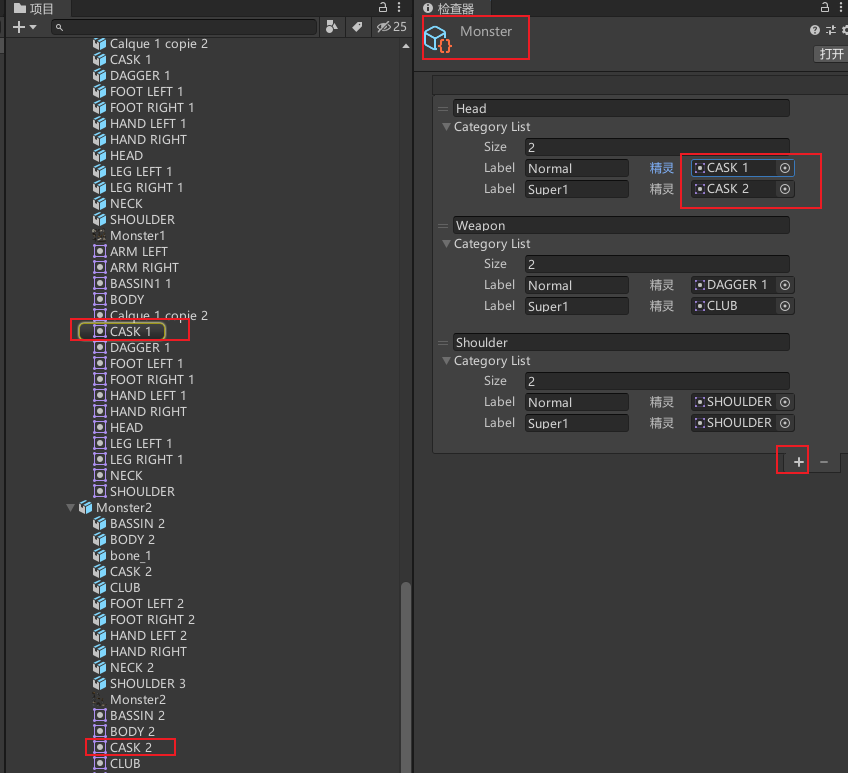 项目
25
Calque 1 copie 2
CASK 1
DAGGER 1
FOOT LEFT 1
FOOT RIGHT 1
HAND LEFT 1
HAND RIGHT
HEAD
LEG LEFT 1
LEG RIGHT 1
NECK
SHOULDER
Monster1
ARM LEFT
ARM RIGHT
BASSIN1 1
BODY
Calque 1 copie 2
CASK 1
DAGGER 1
FOOT LEFT 1
FOOT RIGHT 1
HAND LEFT 1
HAND RIGHT
HEAD
LEG LEFT 1
LEG RIGHT 1
NECK
SHOULDER
Monster2
BASSIN 2
BODY 2
bone_1
CASK 2
CLUB
FOOT LEFT 2
FOOT RIGHT 2
HAND LEFT 2
HAND RIGHT
NECK 2
SHOULDER 3
Monster2
BASSIN 2
BODY 2
CASK 2
CLUB
检查器
Monster
打开
Head
Category List
Size 2
Label Normal 精灵 CASK 1
Label Super1 精灵 CASK 2
Weapon
Category List
Size 2
Label Normal 精灵 DAGGER 1
Label Super1 精灵 CLUB
Shoulder
Category List
Size 2
Label Normal 精灵 SHOULDER
Label Super1 精灵 SHOULDER